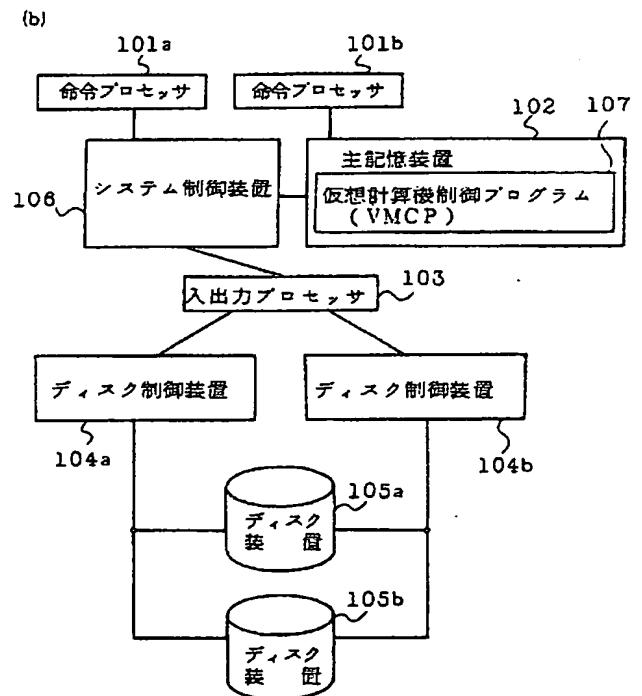 (b)
101a
101b
命令プロセッサ
命令プロセッサ
102
107
主記憶装置
システム制御装置
仮想計算機制御プログラム
(VMCP)
106
入出力プロセッサ
103
ディスク制御装置
ディスク制御装置
104a
104b
105a
ディスク
装置
105b
ディスク
装置